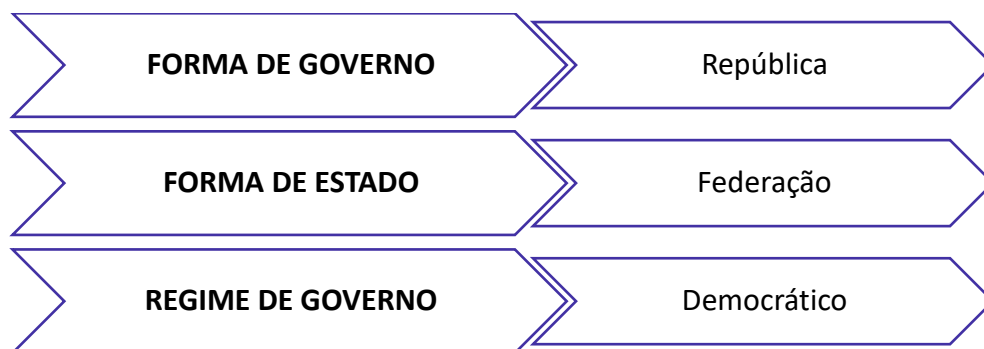 FORMA DE GOVERNO República
FORMA DE ESTADO Federação
REGIME DE GOVERNO Democrático